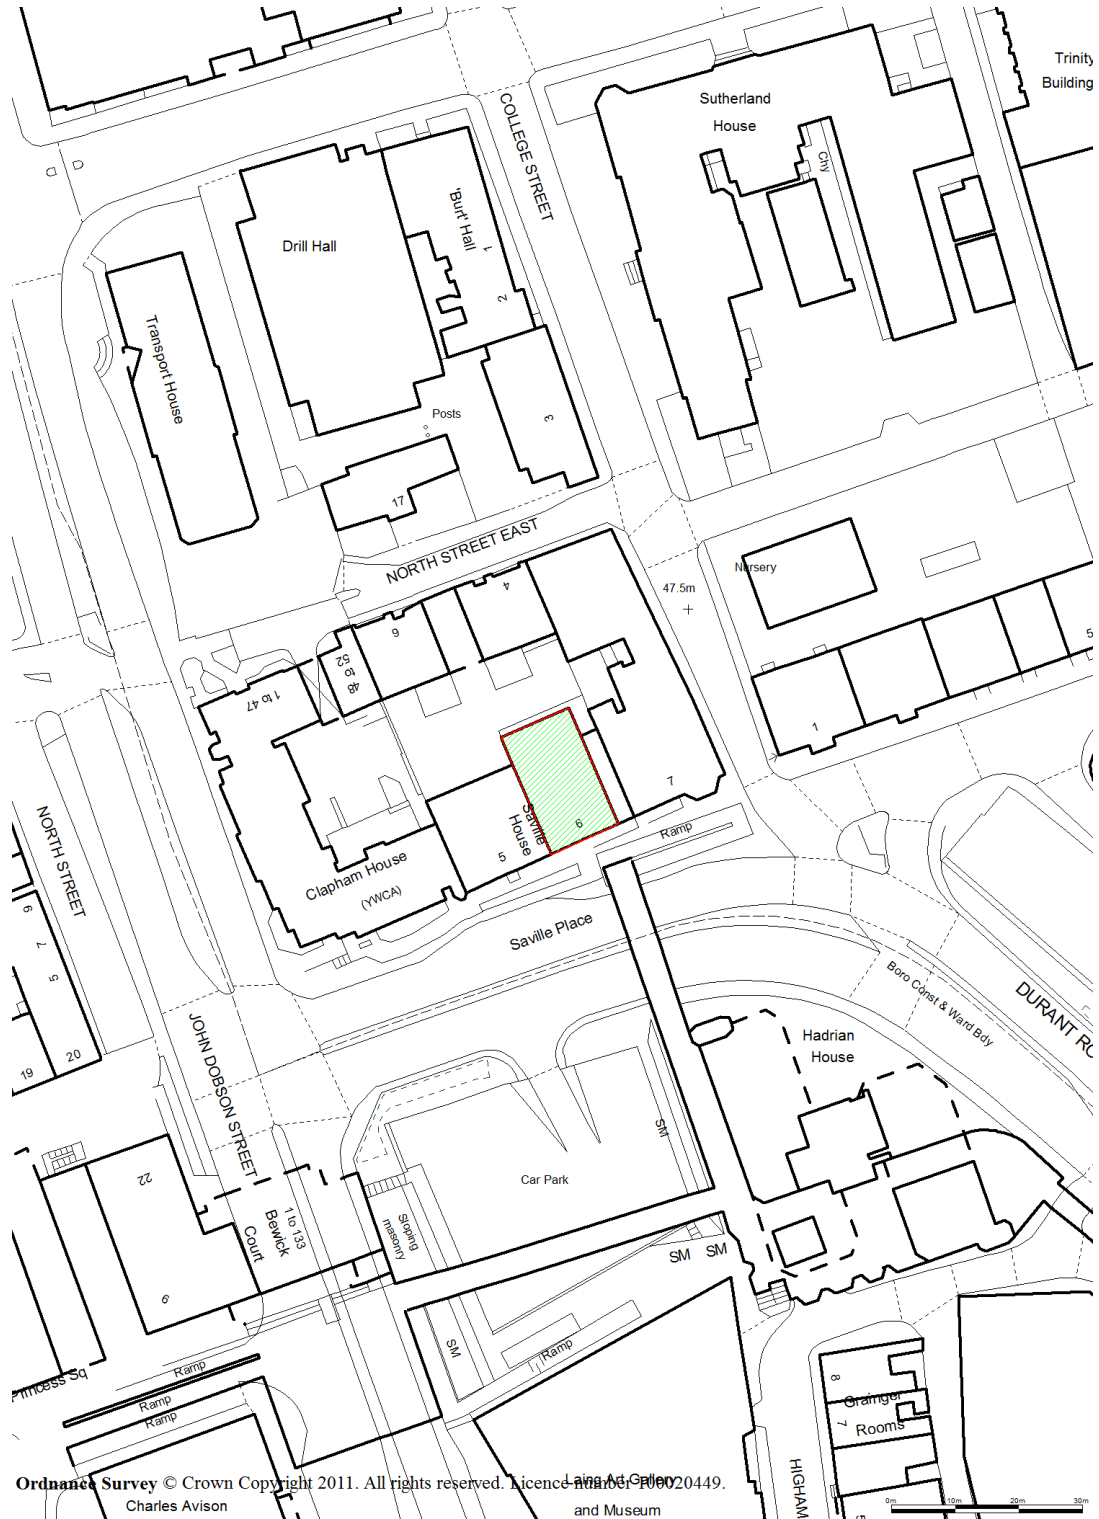 Trinity
Building
Sutherland
House
COLLEGE STREET
Chy
'Burt' Hall
1
2
Drill Hall
Transport House
Posts
3
17
NORTH STREET EAST
47.5m
Nursery
4
6
52
to
48
1 to 47
5
1
7
Saville
House
6
5
Ramp
Clapham House
(YWCA)
Saville Place
NORTH STREET
9
7
5
20
19
JOHN DOBSON STREET
Boro Const & Ward Bdy
DURANT RO
Hadrian
House
SM
Car Park
22
1 to 133
Bewick
Court
Sloping
masonry
9
SM
SM
SM
Ramp
Princess Sq
Ramp
Ramp
Ramp
8
Grainger
7
Rooms
HIGHAM
5
Laing Art Gallery
and Museum
Ordnance Survey © Crown Copyright 2011. All rights reserved. Licence number 100020449.
Charles Avison
0m
10m
20m
30m